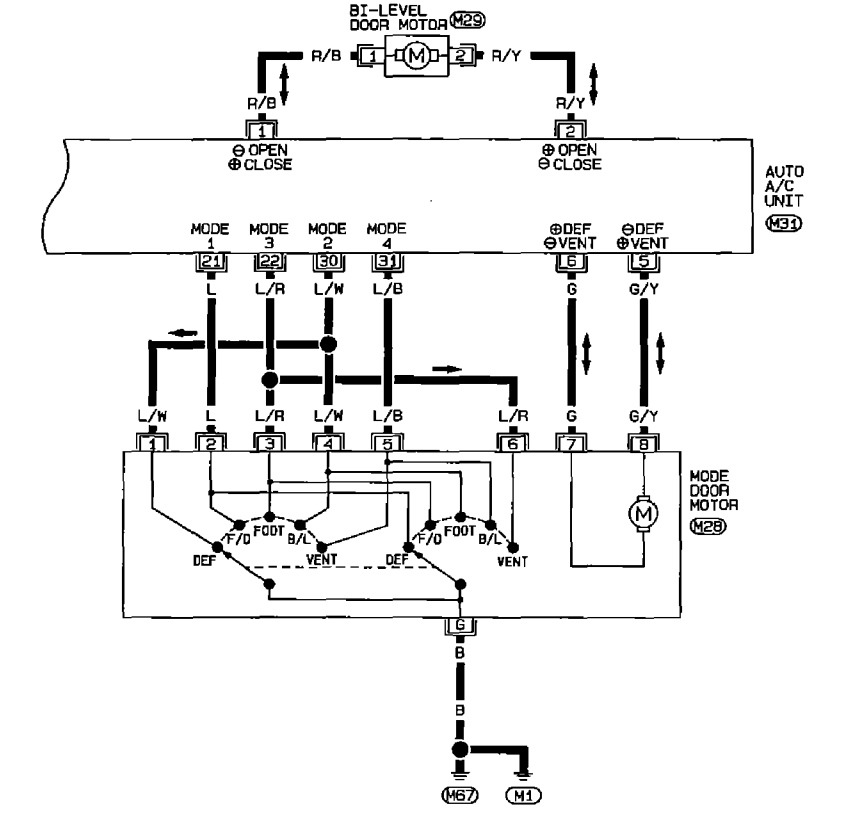 BI-LEVEL
DOOR MOTOR M29
R/B 1 M 2 R/Y
R/B R/Y
1 2
⊖ OPEN ⊕ OPEN
⊕ CLOSE ⊖ CLOSE
AUTO
A/C
UNIT
M31
MODE MODE MODE MODE ⊕DEF ⊖DEF
1 3 2 4 ⊖VENT ⊕VENT
21 22 30 31 6 5
L L/R L/W L/B G G/Y
L/W L L/R L/W L/B L/R G G/Y
1 2 3 4 5 6 7 8
MODE
DOOR
MOTOR
M28
M
F/D FOOT B/L F/D FOOT B/L
DEF VENT DEF VENT
G
B
B
M67 M1